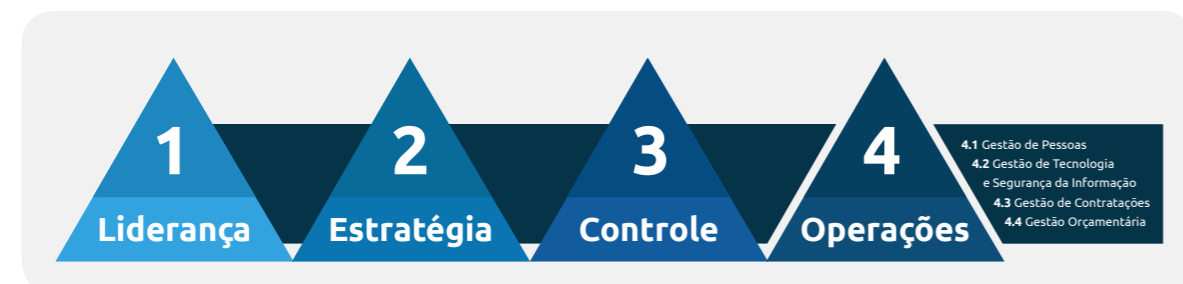 1
Liderança
2
Estratégia
3
Controle
4
Operações
4.1 Gestão de Pessoas
4.2 Gestão de Tecnologia
e Segurança da Informação
4.3 Gestão de Contratações
4.4 Gestão Orçamentária